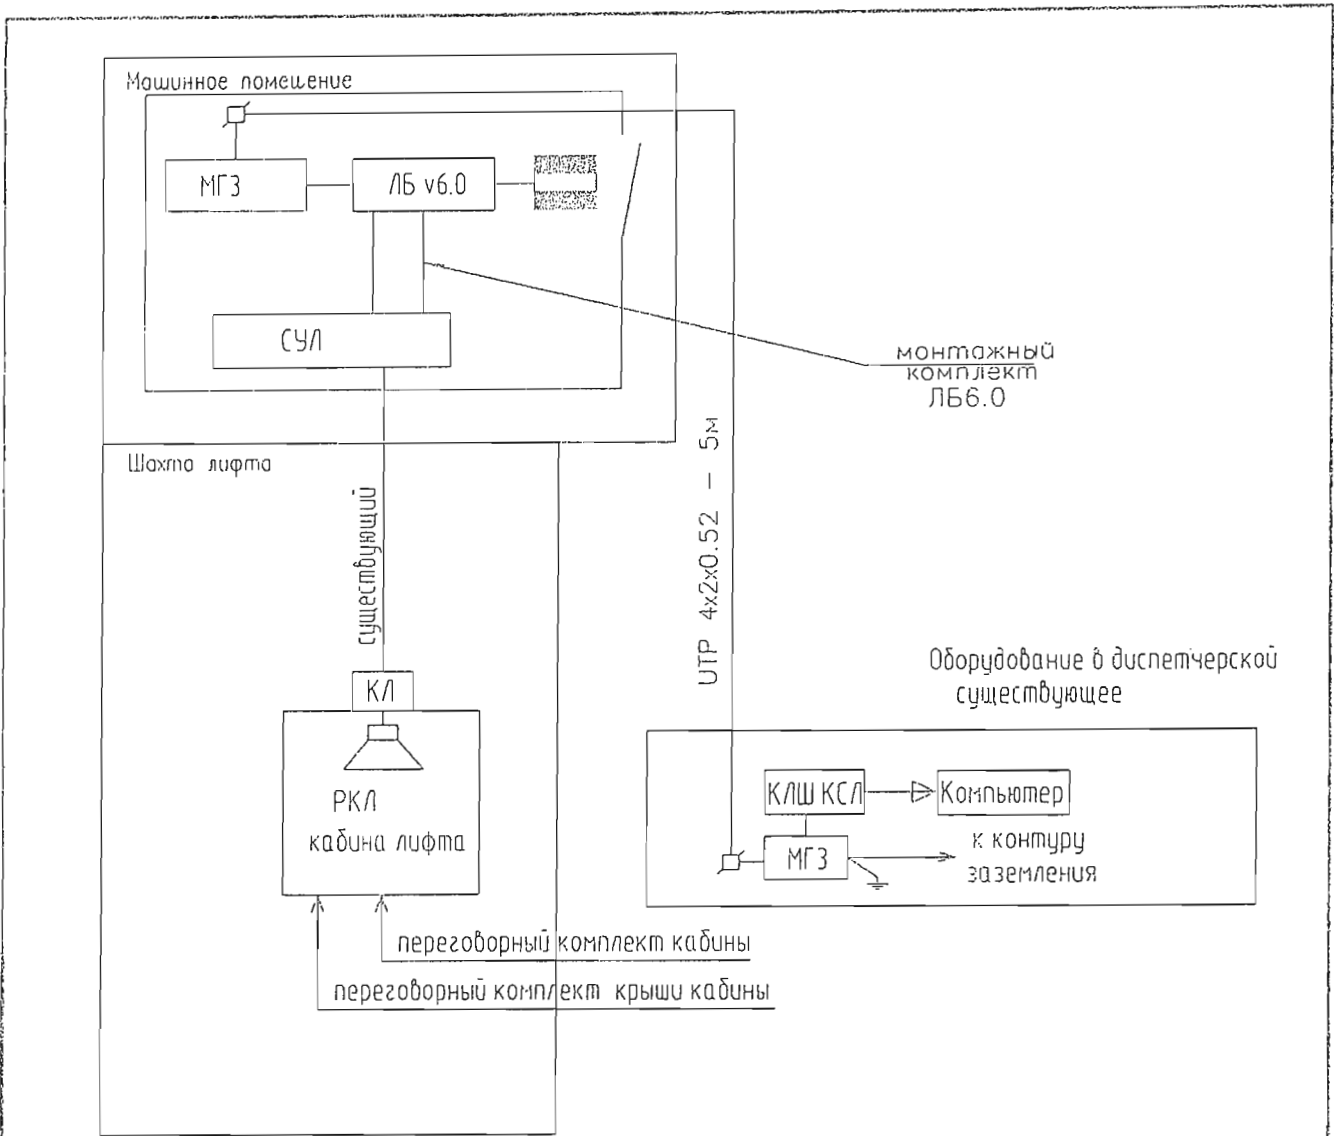 Машинное помещение
МГЗ
ЛБ v6.0
СУЛ
монтажный
комплект
ЛБ6.0
Шахта лифта
существующий
UTP 4x2x0.52 – 5м
КЛ
РКЛ
кабина лифта
Оборудование в диспетчерской
существующее
КЛШ КСЛ
Компьютер
МГЗ
к контуру
заземления
переговорный комплект кабины
переговорный комплект крыши кабины